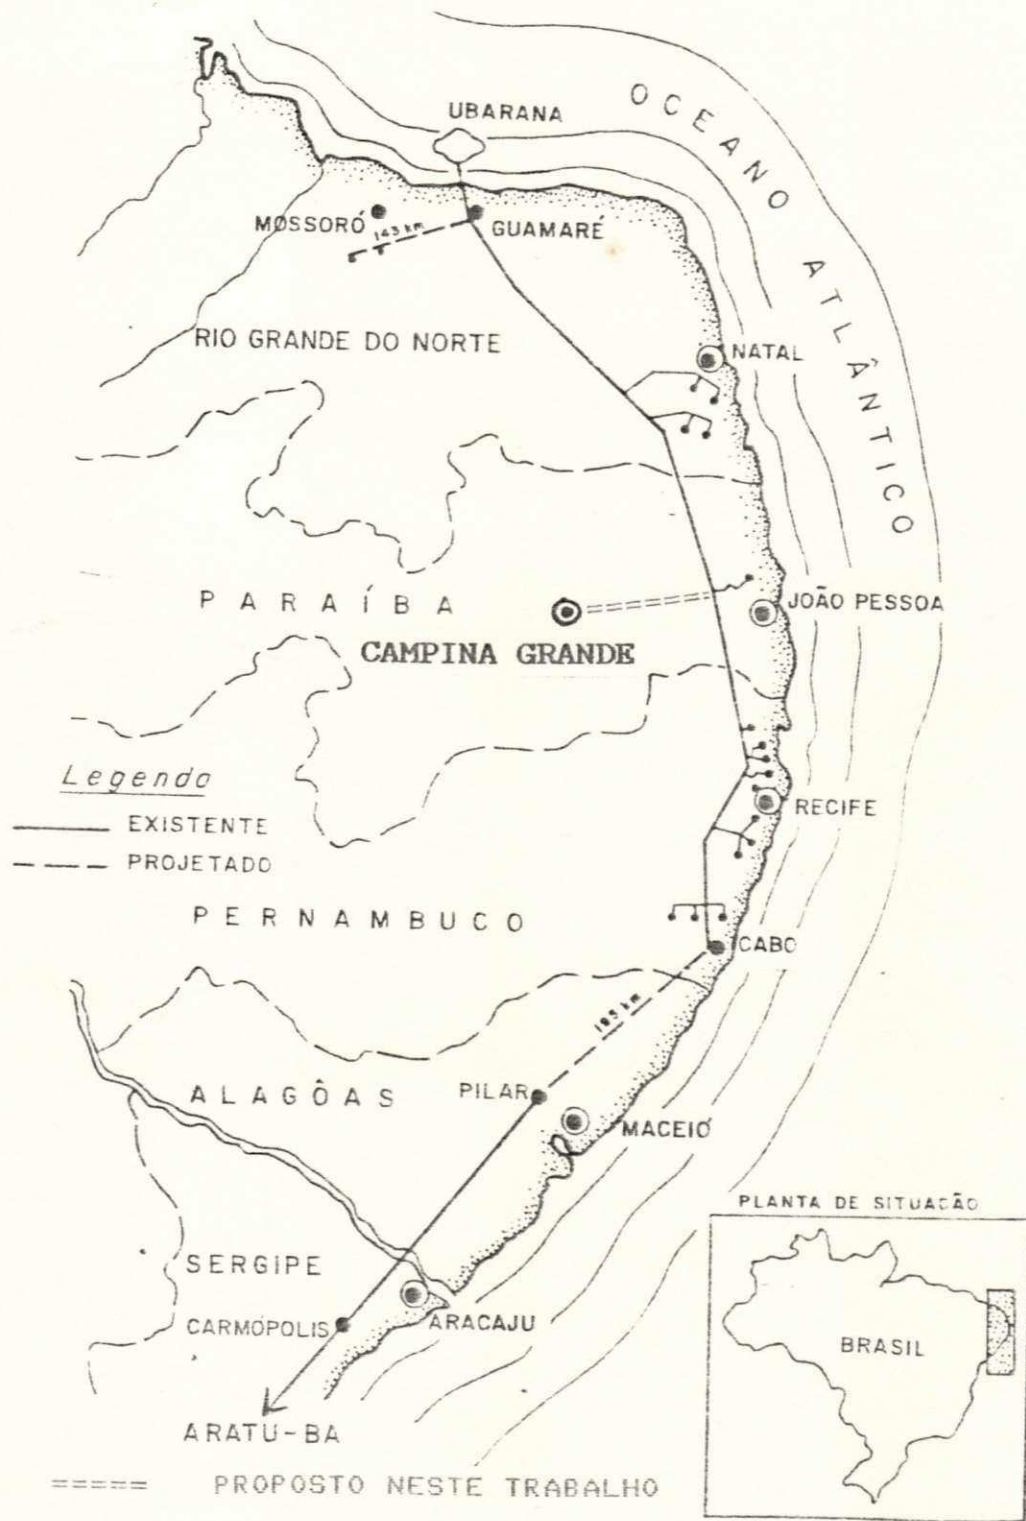 OCEANO ATLÂNTICO
UBARANA
MOSSORÓ
143 km
GUAMARÉ
RIO GRANDE DO NORTE
NATAL
PARAÍBA
JOÃO PESSOA
CAMPINA GRANDE
Legenda
EXISTENTE
PROJETADO
RECIFE
PERNAMBUCO
CABO
193 km
ALAGÔAS
PILAR
MACEIÓ
PLANTA DE SITUAÇÃO
SERGIPE
BRASIL
CARMÓPOLIS
ARACAJU
ARATU-BA
===== PROPOSTO NESTE TRABALHO